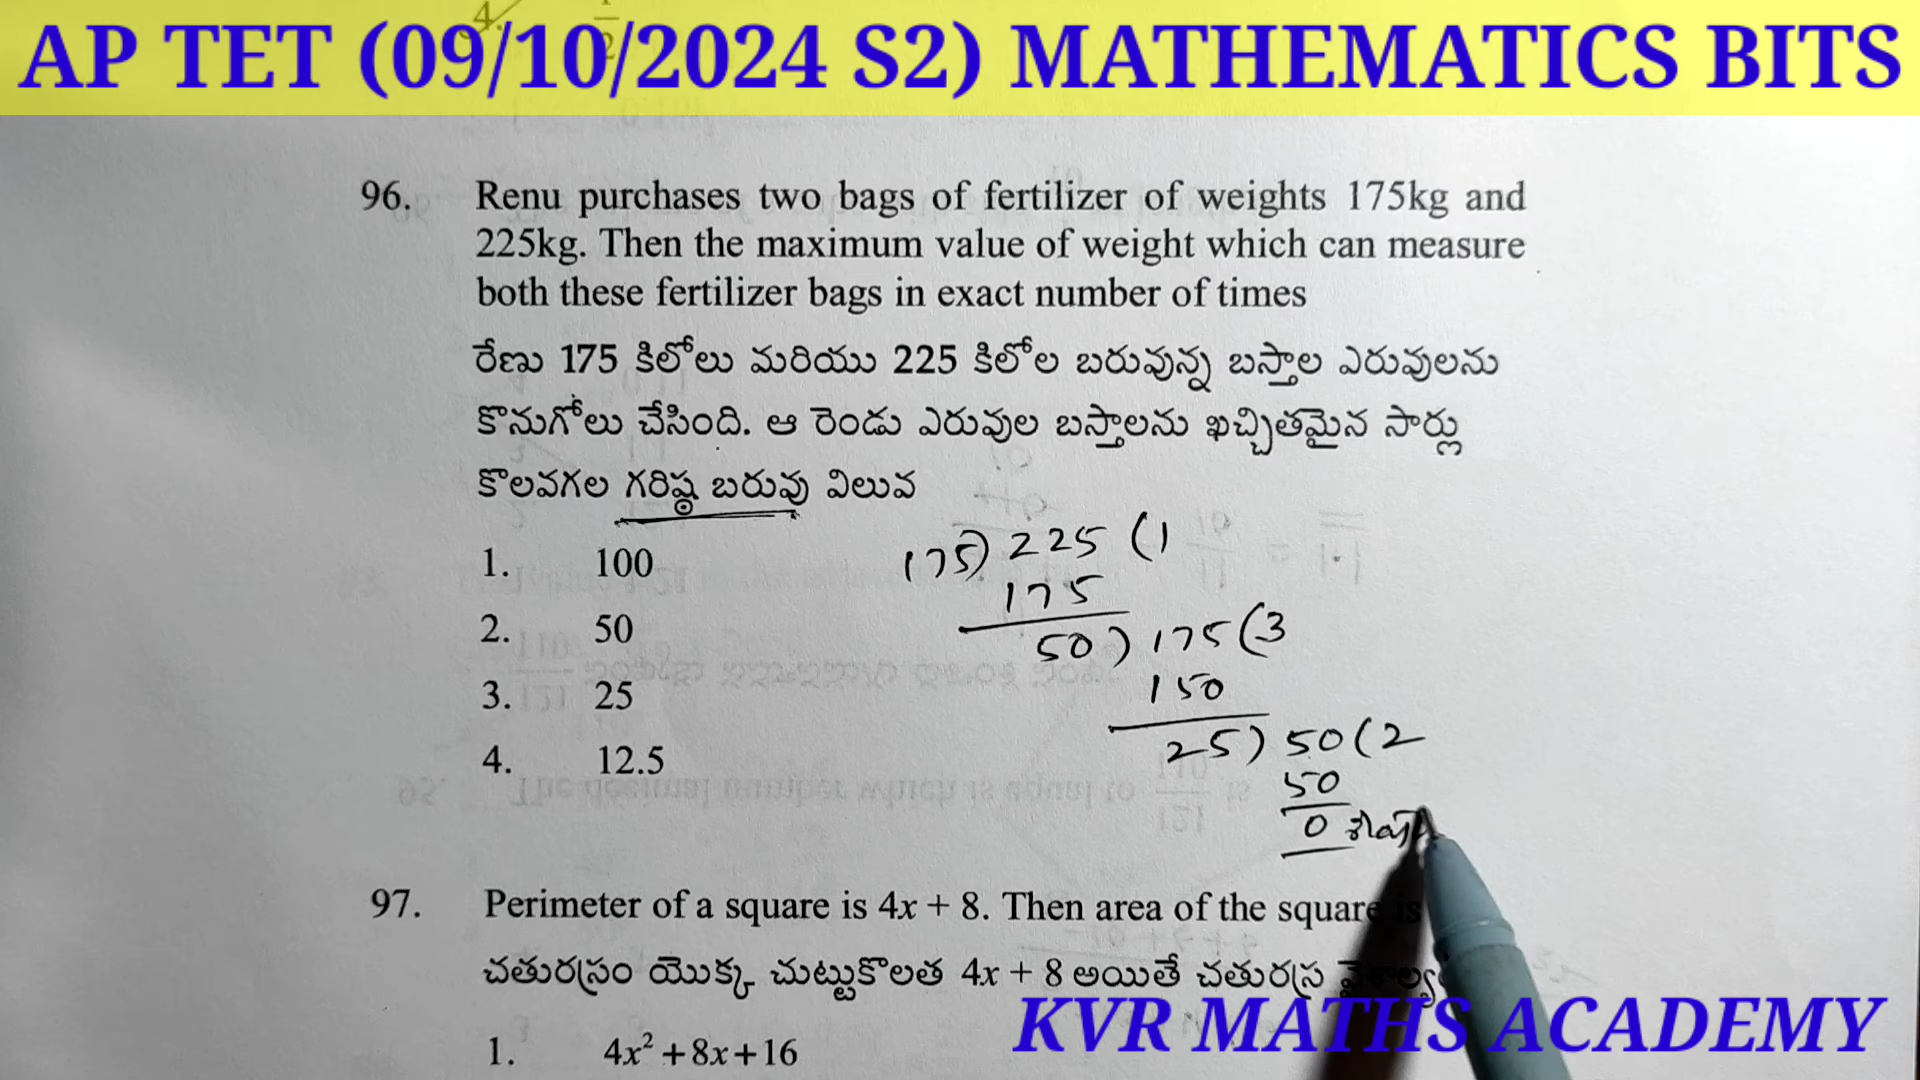 AP TET (09/10/2024 S2) MATHEMATICS BITS
96. Renu purchases two bags of fertilizer of weights 175kg and
225kg. Then the maximum value of weight which can measure
both these fertilizer bags in exact number of times
రేణు 175 కిలోలు మరియు 225 కిలోల బరువున్న బస్తాల ఎరువులను
కొనుగోలు చేసింది. ఆ రెండు ఎరువుల బస్తాలను ఖచ్చితమైన సార్లు
కొలవగల గరిష్ఠ బరువు విలువ
1. 100
2. 50
3. 25
4. 12.5
175) 225 (1
175
50) 175 (3
150
25) 50 (2
50
0
97. Perimeter of a square is 4x + 8. Then area of the square is
చతురస్రం యొక్క చుట్టుకొలత 4x + 8 అయితే చతురస్ర
1. 4x² + 8x + 16
KVR MATHS ACADEMY